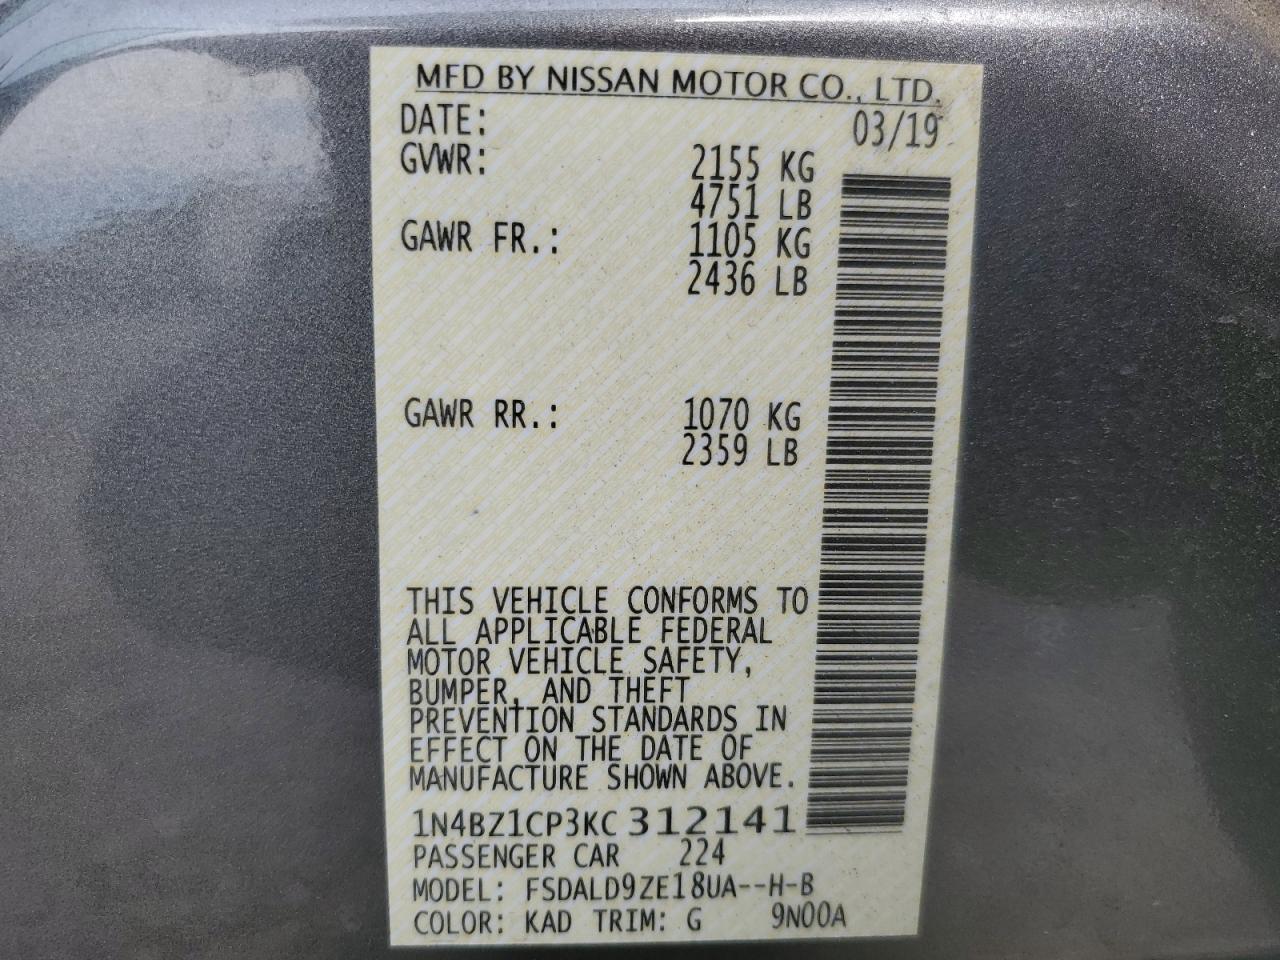 MFD BY NISSAN MOTOR CO., LTD.
DATE: 03/19
GVWR: 2155 KG
4751 LB
GAWR FR.: 1105 KG
2436 LB
GAWR RR.: 1070 KG
2359 LB
THIS VEHICLE CONFORMS TO
ALL APPLICABLE FEDERAL
MOTOR VEHICLE SAFETY,
BUMPER, AND THEFT
PREVENTION STANDARDS IN
EFFECT ON THE DATE OF
MANUFACTURE SHOWN ABOVE.
1N4BZ1CP3KC312141
PASSENGER CAR 224
MODEL: FSDALD9ZE18UA--H-B
COLOR: KAD TRIM: G 9N00A